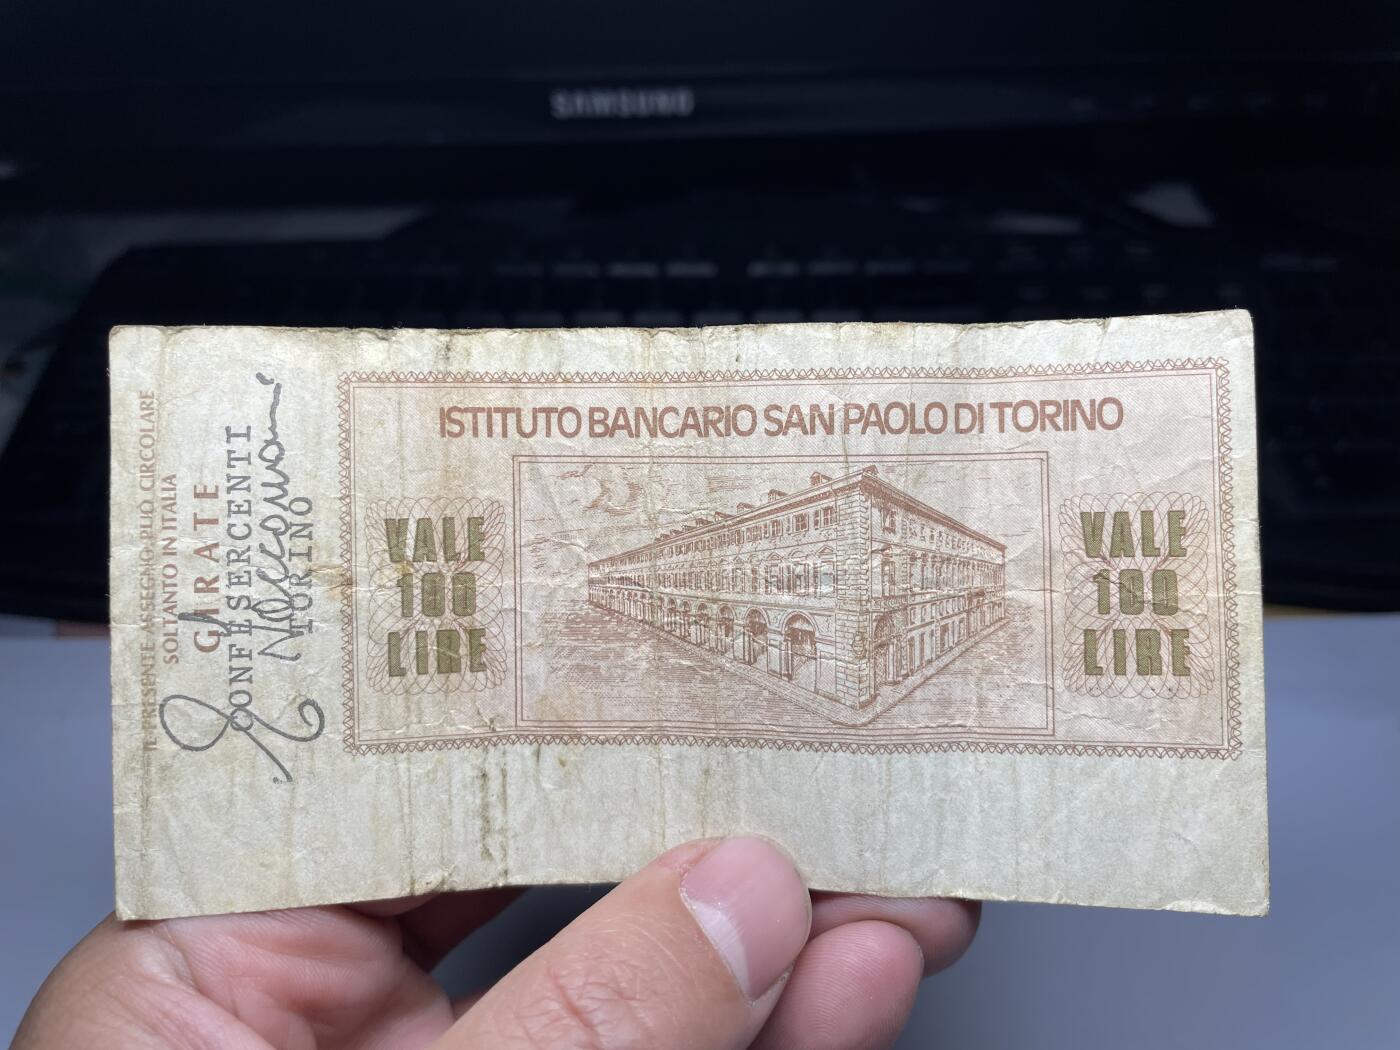 SAMSUNG
IL PRESENTE ASSEGNO PUO CIRCOLARE
SOLTANTO IN ITALIA
GIRATE
CONFESERCENTI
TORINO
ISTITUTO BANCARIO SAN PAOLO DI TORINO
VALE
100
LIRE
VALE
100
LIRE